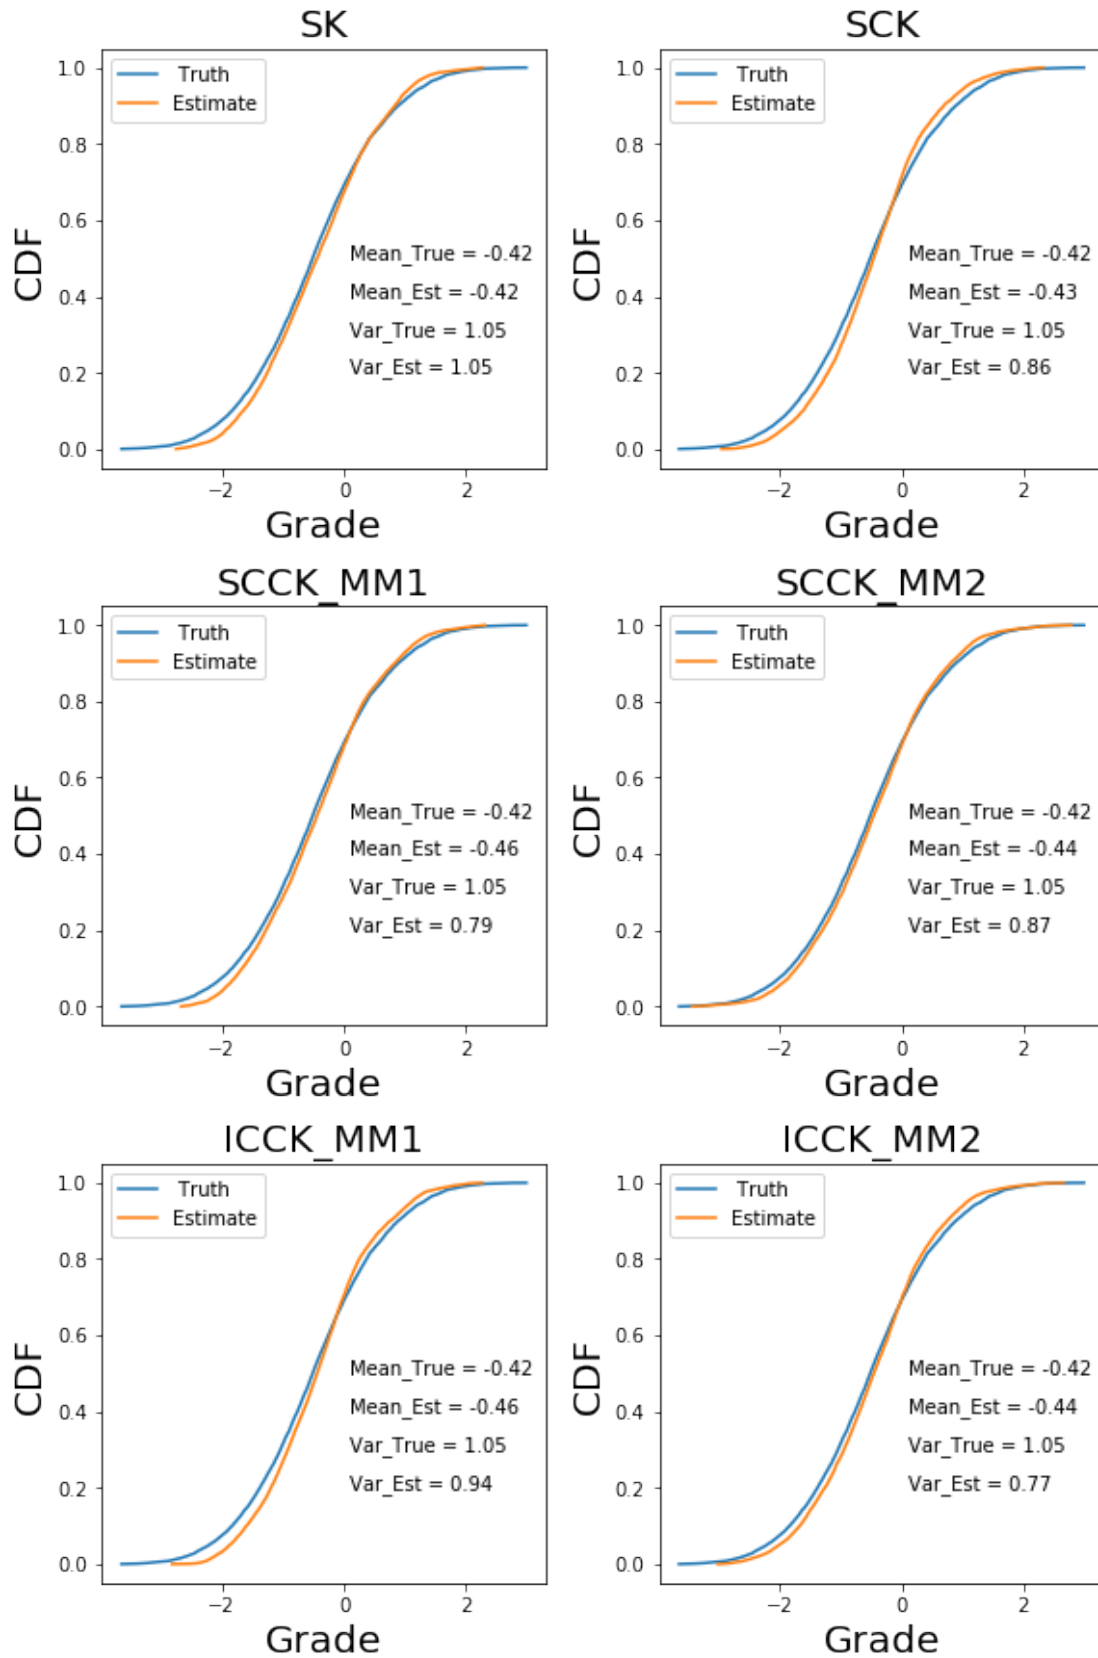 SK
1.0
0.8
0.6
0.4
0.2
0.0
CDF
Truth
Estimate
Mean_True = -0.42
Mean_Est = -0.42
Var_True = 1.05
Var_Est = 1.05
−2
0
2
Grade
SCK
1.0
0.8
0.6
0.4
0.2
0.0
CDF
Truth
Estimate
Mean_True = -0.42
Mean_Est = -0.43
Var_True = 1.05
Var_Est = 0.86
−2
0
2
Grade
SCCK_MM1
1.0
0.8
0.6
0.4
0.2
0.0
CDF
Truth
Estimate
Mean_True = -0.42
Mean_Est = -0.46
Var_True = 1.05
Var_Est = 0.79
−2
0
2
Grade
SCCK_MM2
1.0
0.8
0.6
0.4
0.2
0.0
CDF
Truth
Estimate
Mean_True = -0.42
Mean_Est = -0.44
Var_True = 1.05
Var_Est = 0.87
−2
0
2
Grade
ICCK_MM1
1.0
0.8
0.6
0.4
0.2
0.0
CDF
Truth
Estimate
Mean_True = -0.42
Mean_Est = -0.46
Var_True = 1.05
Var_Est = 0.94
−2
0
2
Grade
ICCK_MM2
1.0
0.8
0.6
0.4
0.2
0.0
CDF
Truth
Estimate
Mean_True = -0.42
Mean_Est = -0.44
Var_True = 1.05
Var_Est = 0.77
−2
0
2
Grade